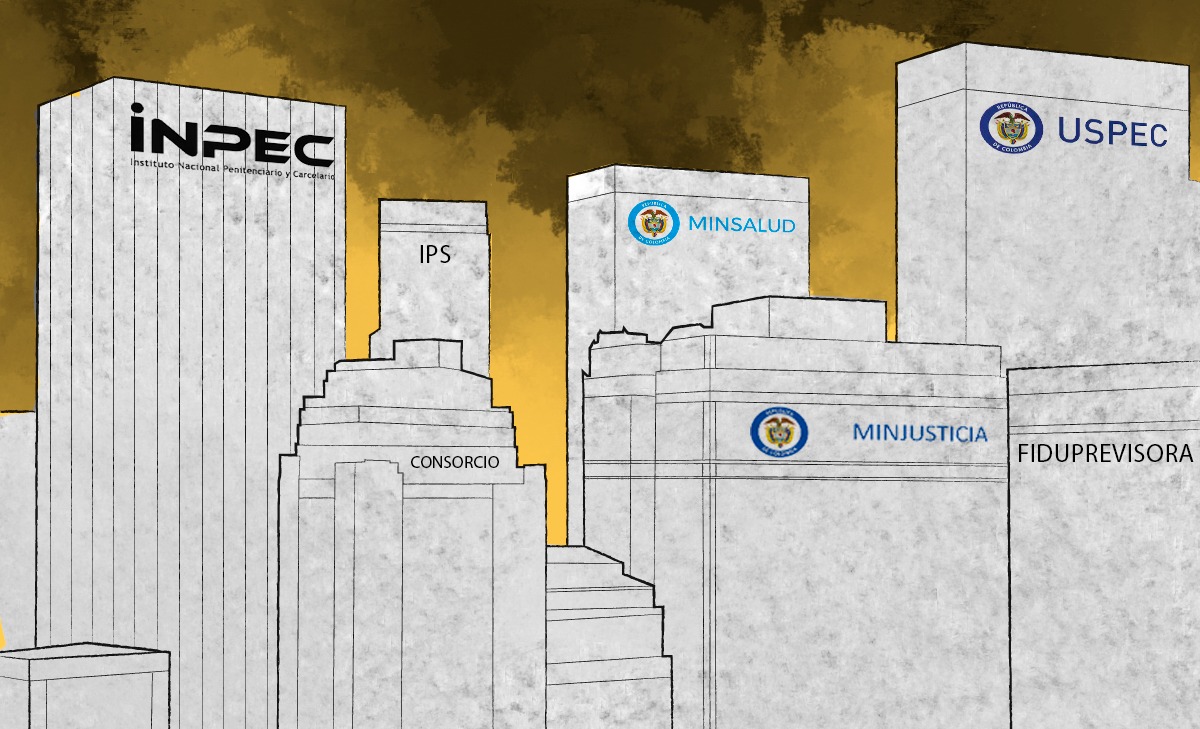 INPEC
Instituto Nacional Penitenciario y Carcelario
IPS
CONSORCIO
REPÚBLICA
DE COLOMBIA
MINSALUD
REPÚBLICA
DE COLOMBIA
MINJUSTICIA
REPÚBLICA
DE COLOMBIA
USPEC
FIDUPREVISORA